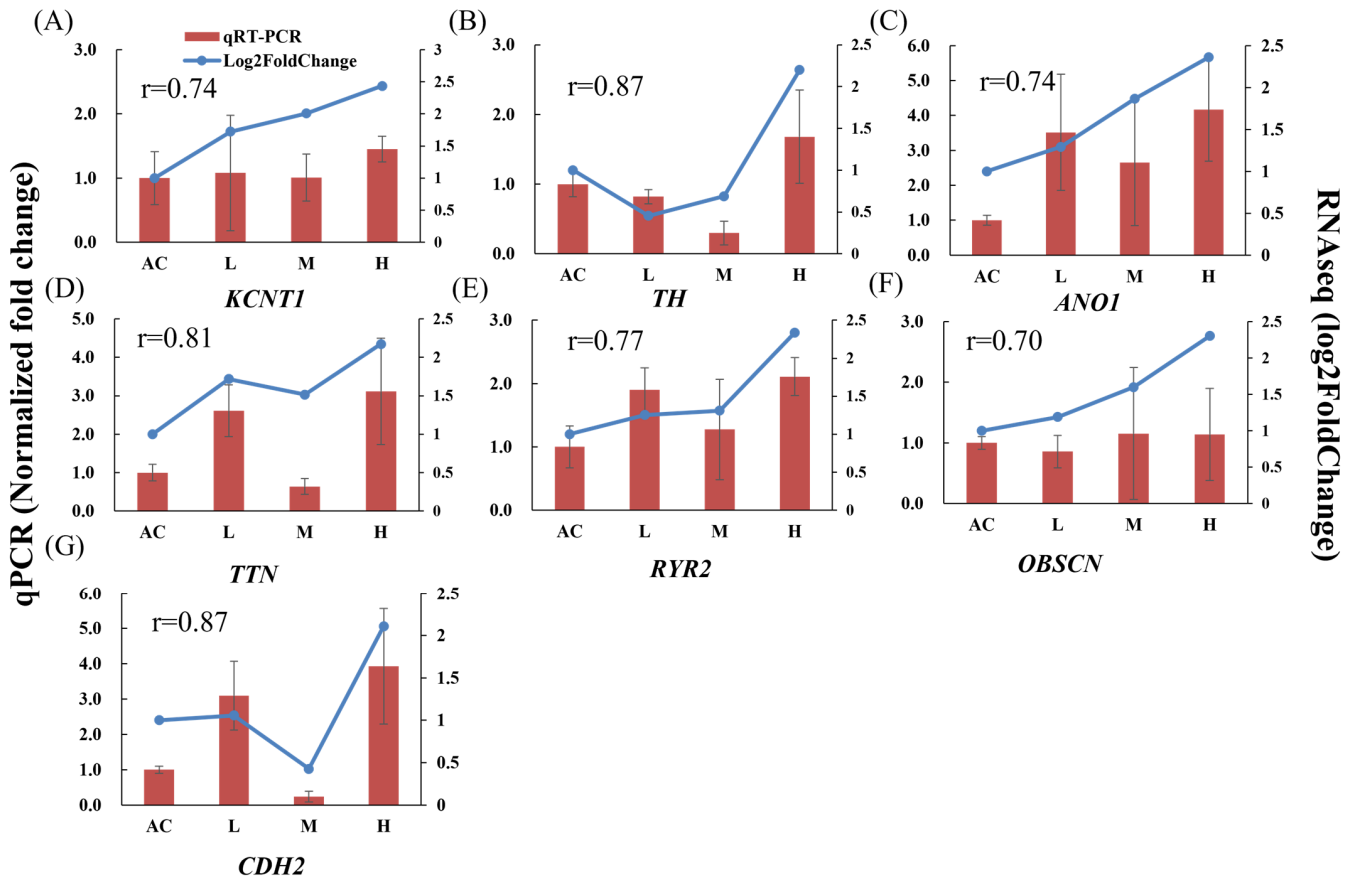 (A)
qRT-PCR
Log2FoldChange
r=0.74
3.0
2.0
1.0
0.0
3
2.5
2
1.5
1
0.5
0
AC L M H
KCNT1
(B)
r=0.87
3.0
2.0
1.0
0.0
2.5
2
1.5
1
0.5
0
AC L M H
TH
(C)
r=0.74
6.0
5.0
4.0
3.0
2.0
1.0
0.0
2.5
2
1.5
1
0.5
0
AC L M H
ANO1
(D)
r=0.81
5.0
4.0
3.0
2.0
1.0
0.0
2.5
2
1.5
1
0.5
0
AC L M H
TTN
(E)
r=0.77
3.0
2.0
1.0
0.0
2.5
2
1.5
1
0.5
0
AC L M H
RYR2
(F)
r=0.70
3.0
2.0
1.0
0.0
2.5
2
1.5
1
0.5
0
AC L M H
OBSCN
(G)
r=0.87
6.0
5.0
4.0
3.0
2.0
1.0
0.0
2.5
2
1.5
1
0.5
0
AC L M H
CDH2
qPCR (Normalized fold change)
RNAseq (log2FoldChange)